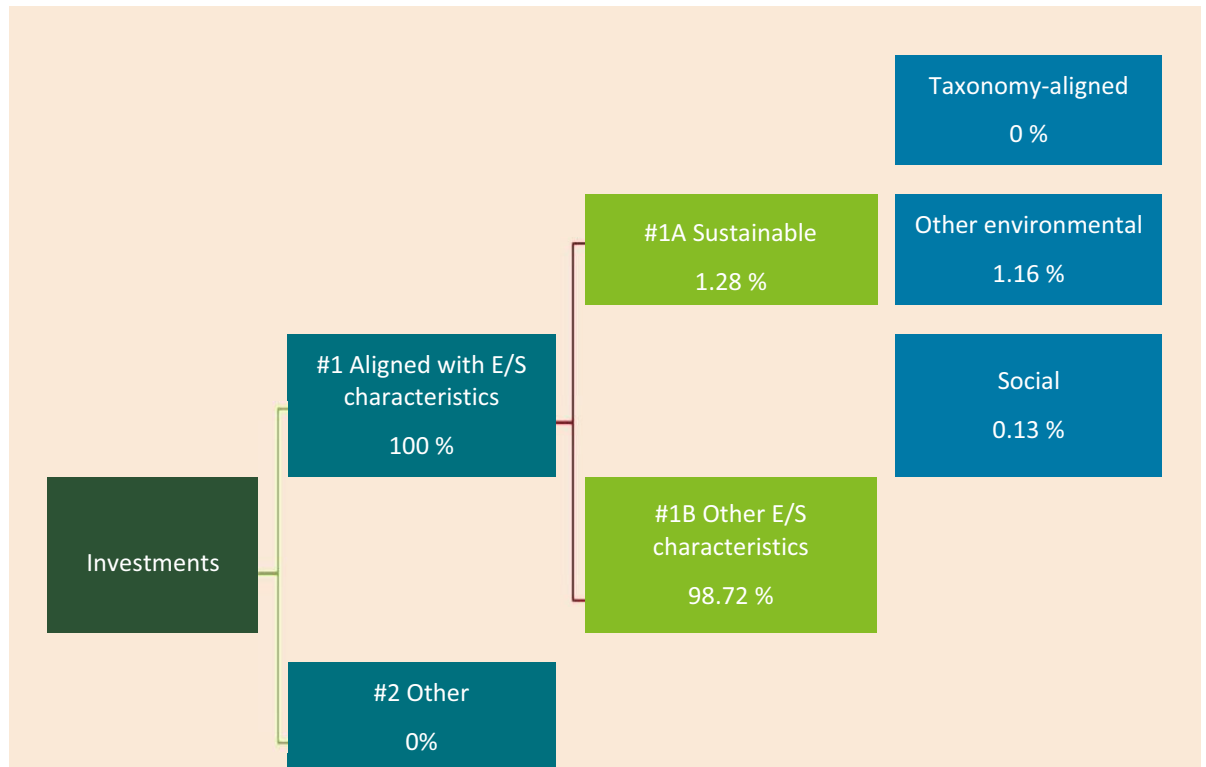 Taxonomy-aligned
0 %
#1A Sustainable
1.28 %
Other environmental
1.16 %
#1 Aligned with E/S
characteristics
100 %
Social
0.13 %
Investments
#1B Other E/S
characteristics
98.72 %
#2 Other
0%